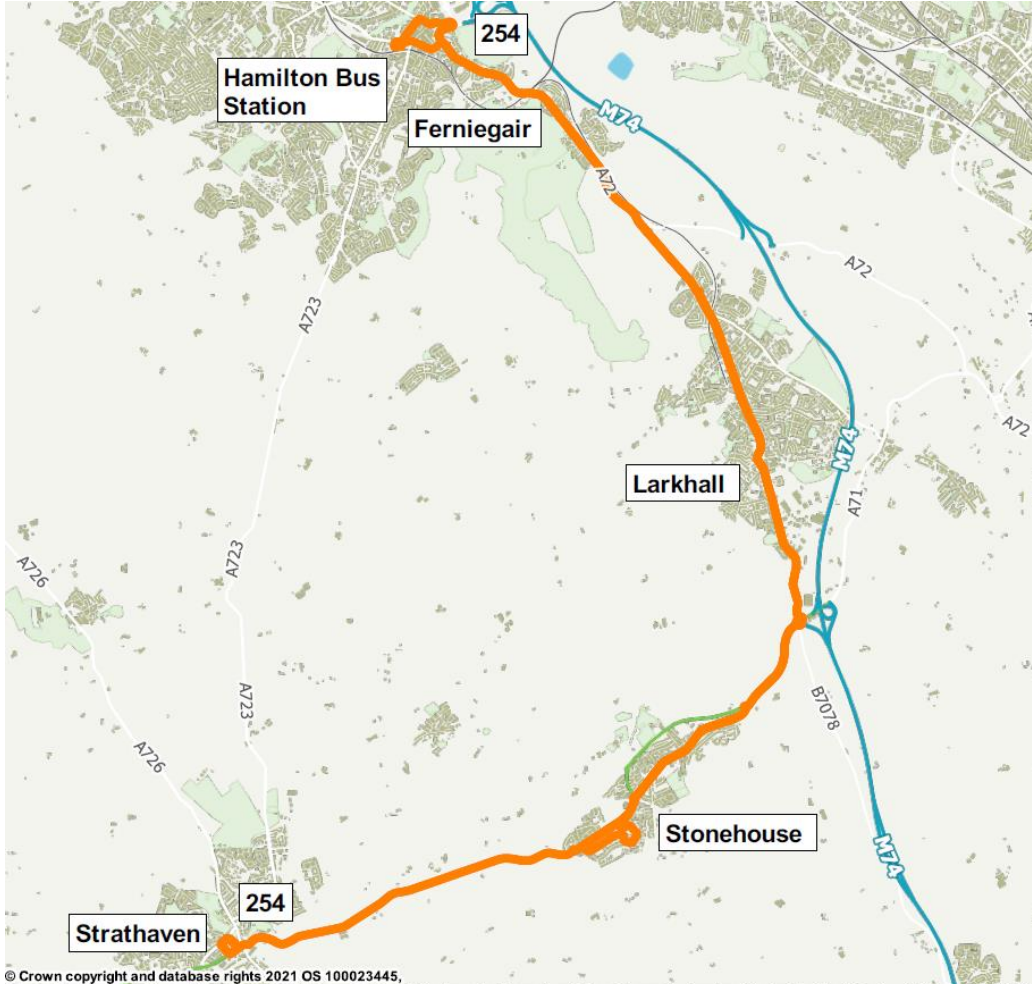 254
Hamilton Bus
Station
M74
Ferniegair
A72
A72
A723
A72
M74
Larkhall
A71
A723
A726
A723
B7078
A726
Stonehouse
M74
254
Strathaven
© Crown copyright and database rights 2021 OS 100023445,